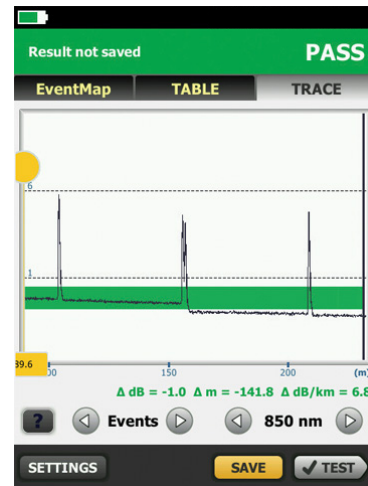 Result not saved PASS
EventMap TABLE TRACE
6
1
39.6
00 150 200 (m)
Δ dB = -1.0 Δ m = -141.8 Δ dB/km = 6.8
? Events 850 nm
SETTINGS SAVE TEST